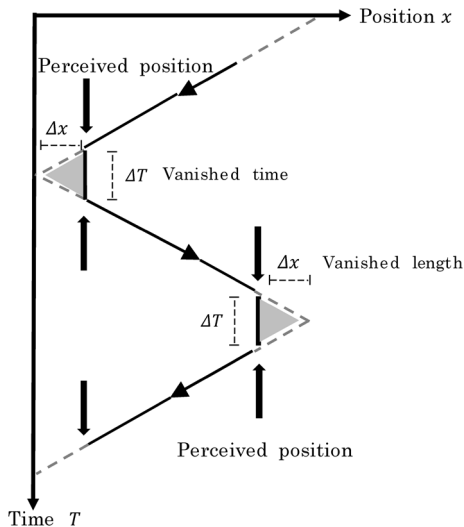 Position x
Perceived position
Δx
ΔT Vanished time
Δx Vanished length
ΔT
Perceived position
Time T